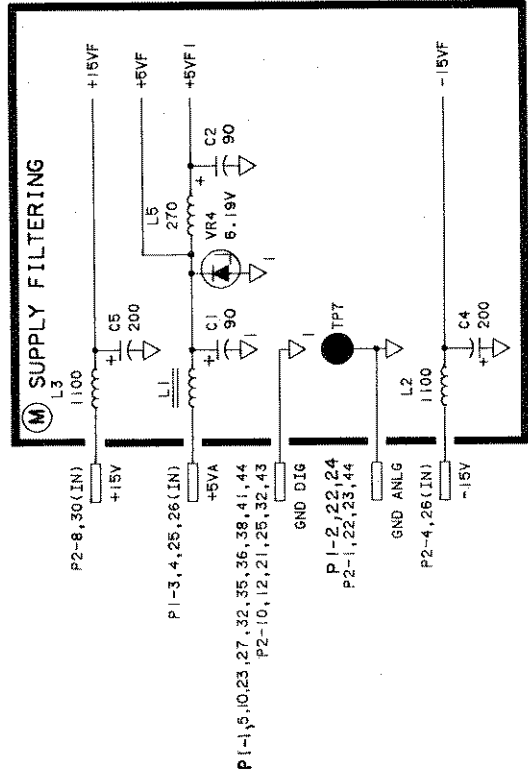 M SUPPLY FILTERING
P2-8,30(IN)
+15V
L3
1100
+ C5
200
+15VF
+5VF
P1-3,4,25,26(IN)
+5VA
L1
+ C1
90
VR4
6.19V
L5
270
+ C2
90
+5VF1
P1-1,5,10,23,27,32,35,36,38,41,44
P2-10,12,21,25,32,43
GND DIG
TP7
P1-2,22,24
P2-1,22,23,44
GND ANLG
P2-4,26(IN)
-15V
L2
1100
+ C4
200
-15VF